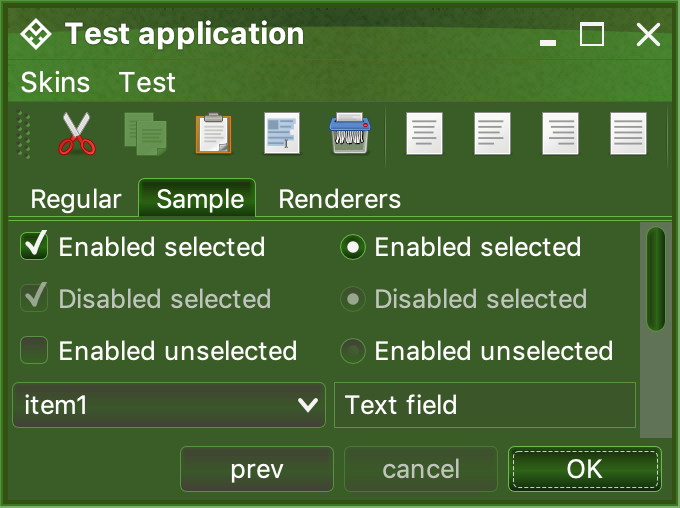 Test application
Skins Test
Regular Sample Renderers
Enabled selected Enabled selected
Disabled selected Disabled selected
Enabled unselected Enabled unselected
item1 Text field
prev cancel OK